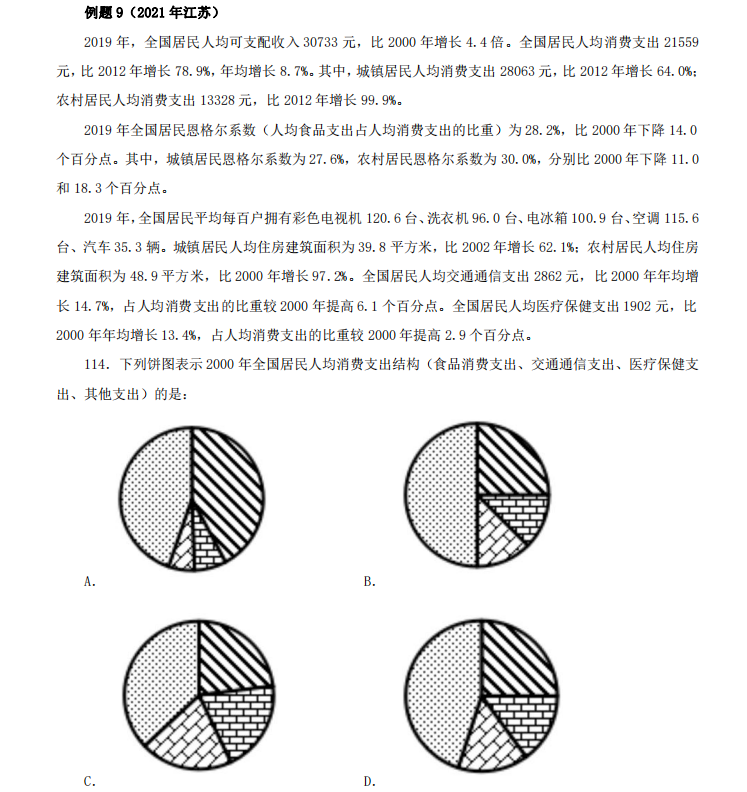 例题 9（2021 年江苏）
2019 年，全国居民人均可支配收入 30733 元，比 2000 年增长 4.4 倍。全国居民人均消费支出 21559
元，比 2012 年增长 78.9%，年均增长 8.7%。其中，城镇居民人均消费支出 28063 元，比 2012 年增长 64.0%；
农村居民人均消费支出 13328 元，比 2012 年增长 99.9%。
2019 年全国居民恩格尔系数（人均食品支出占人均消费支出的比重）为 28.2%，比 2000 年下降 14.0
个百分点。其中，城镇居民恩格尔系数为 27.6%，农村居民恩格尔系数为 30.0%，分别比 2000 年下降 11.0
和 18.3 个百分点。
2019 年，全国居民平均每百户拥有彩色电视机 120.6 台、洗衣机 96.0 台、电冰箱 100.9 台、空调 115.6
台、汽车 35.3 辆。城镇居民人均住房建筑面积为 39.8 平方米，比 2002 年增长 62.1%；农村居民人均住房
建筑面积为 48.9 平方米，比 2000 年增长 97.2%。全国居民人均交通通信支出 2862 元，比 2000 年年均增
长 14.7%，占人均消费支出的比重较 2000 年提高 6.1 个百分点。全国居民人均医疗保健支出 1902 元，比
2000 年年均增长 13.4%，占人均消费支出的比重较 2000 年提高 2.9 个百分点。
114. 下列饼图表示 2000 年全国居民人均消费支出结构（食品消费支出、交通通信支出、医疗保健支
出、其他支出）的是：
A.
B.
C.
D.